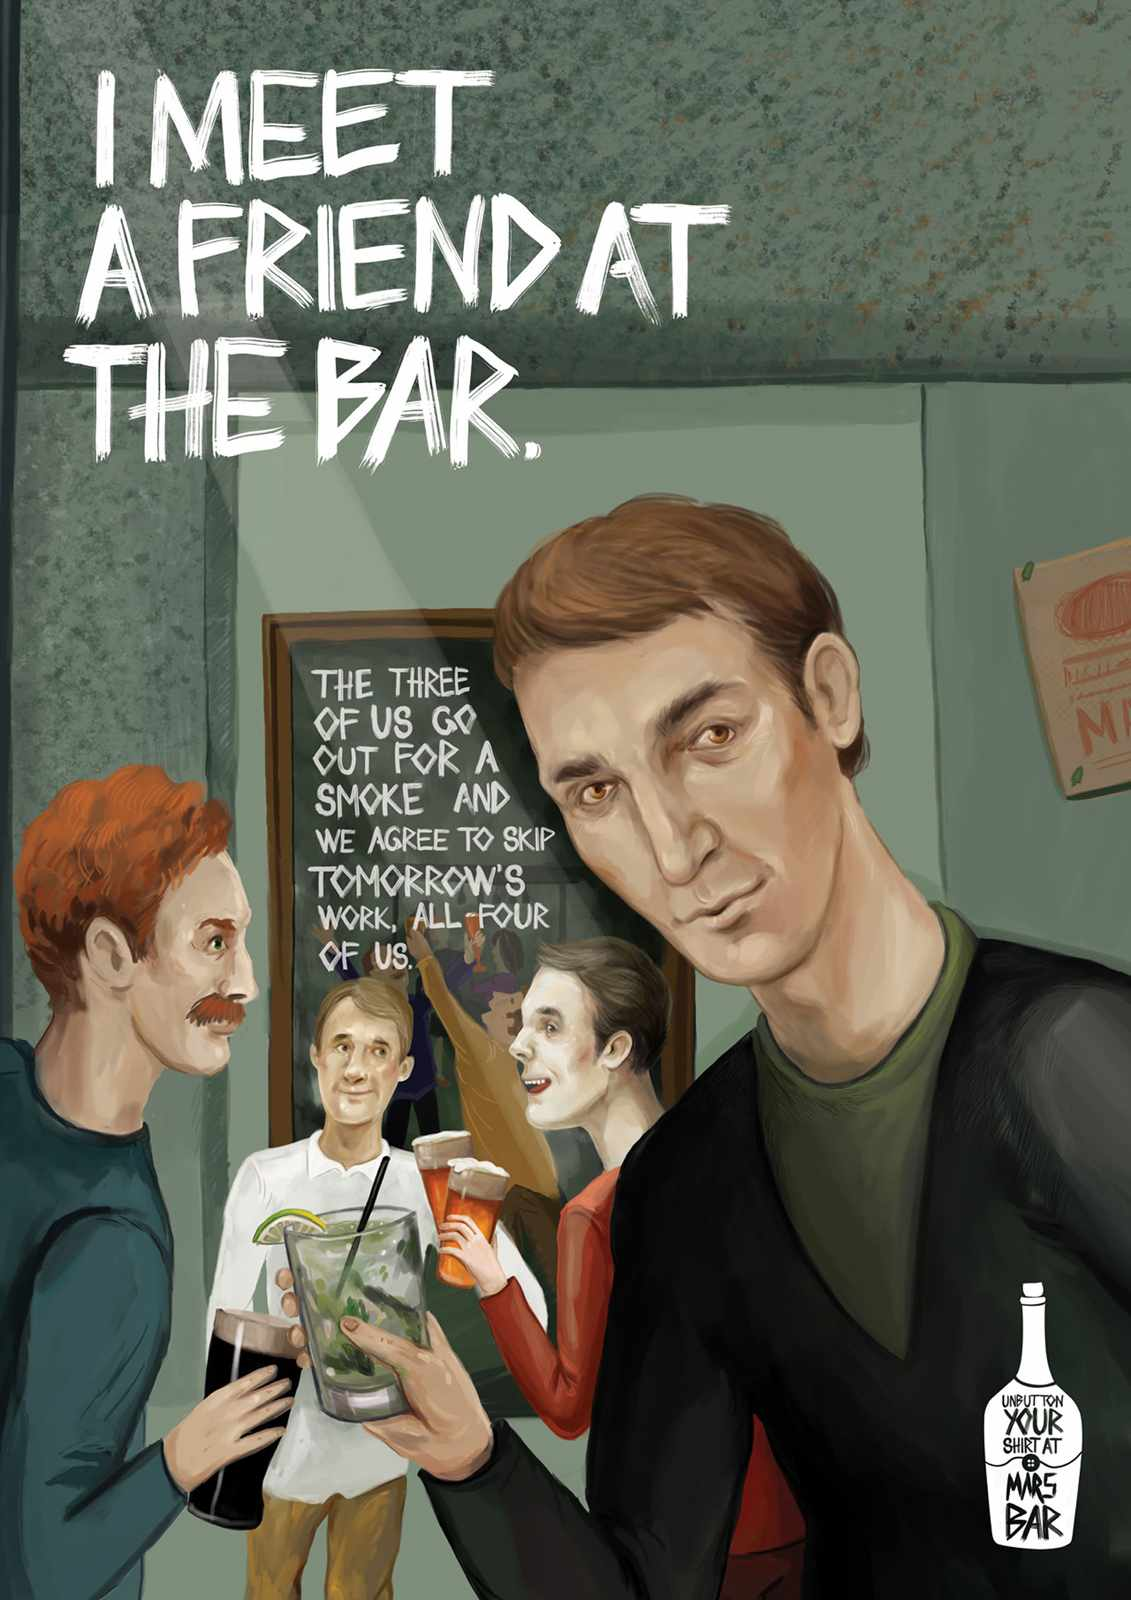 I MEET
A FRIEND AT
THE BAR.
THE THREE
OF US GO
OUT FOR A
SMOKE AND
WE AGREE TO SKIP
TOMORROW'S
WORK, ALL FOUR
OF US.
UNBUTTON
YOUR
SHIRT AT
MARS
BAR